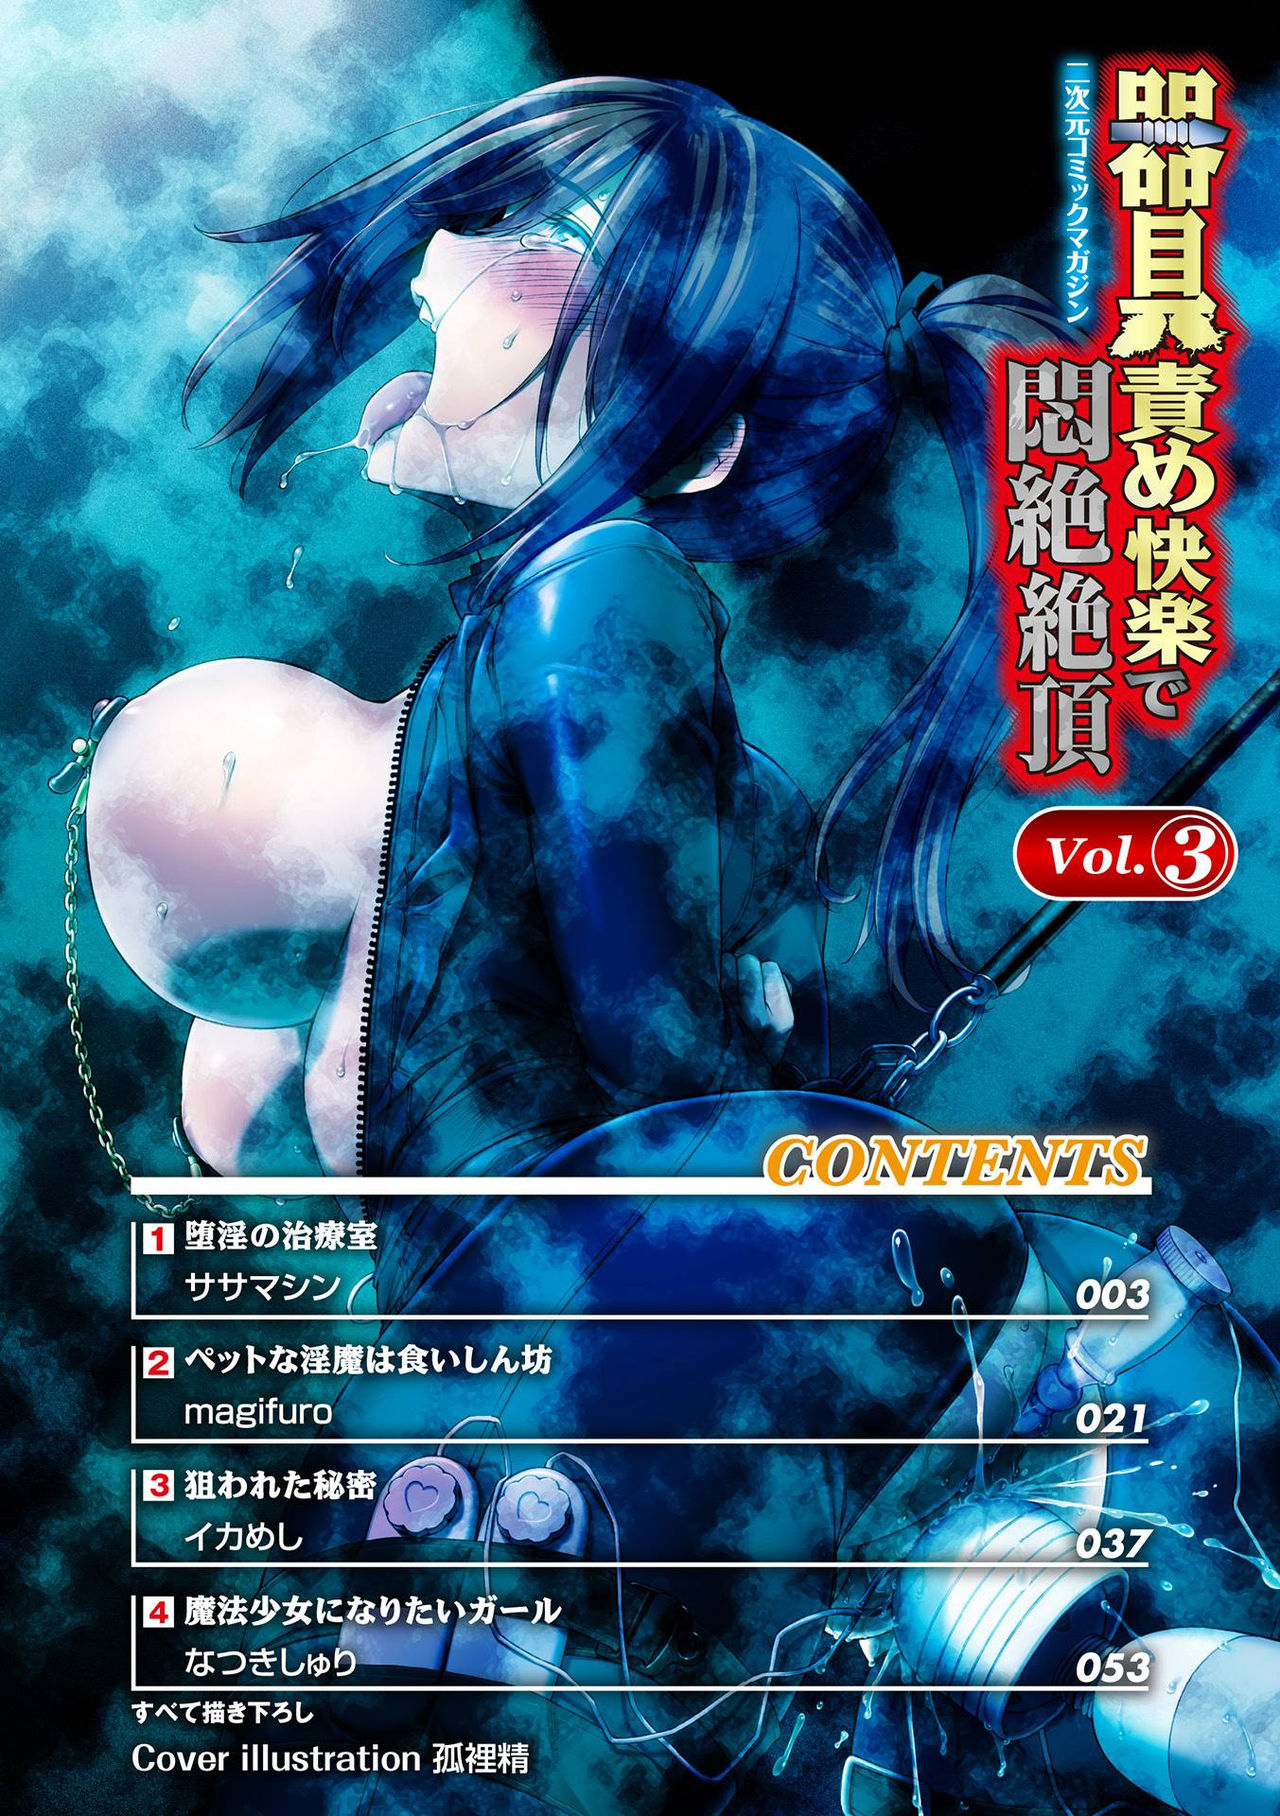 二次元コミックマガジン
器具責め快楽で
悶絶絶頂
Vol.3
CONTENTS
1 堕淫の治療室
ササマシン
003
2 ペットな淫魔は食いしん坊
magifuro
021
3 狙われた秘密
イカめし
037
4 魔法少女になりたいガール
なつきしゅり
053
すべて描き下ろし
Cover illustration 孤裡精